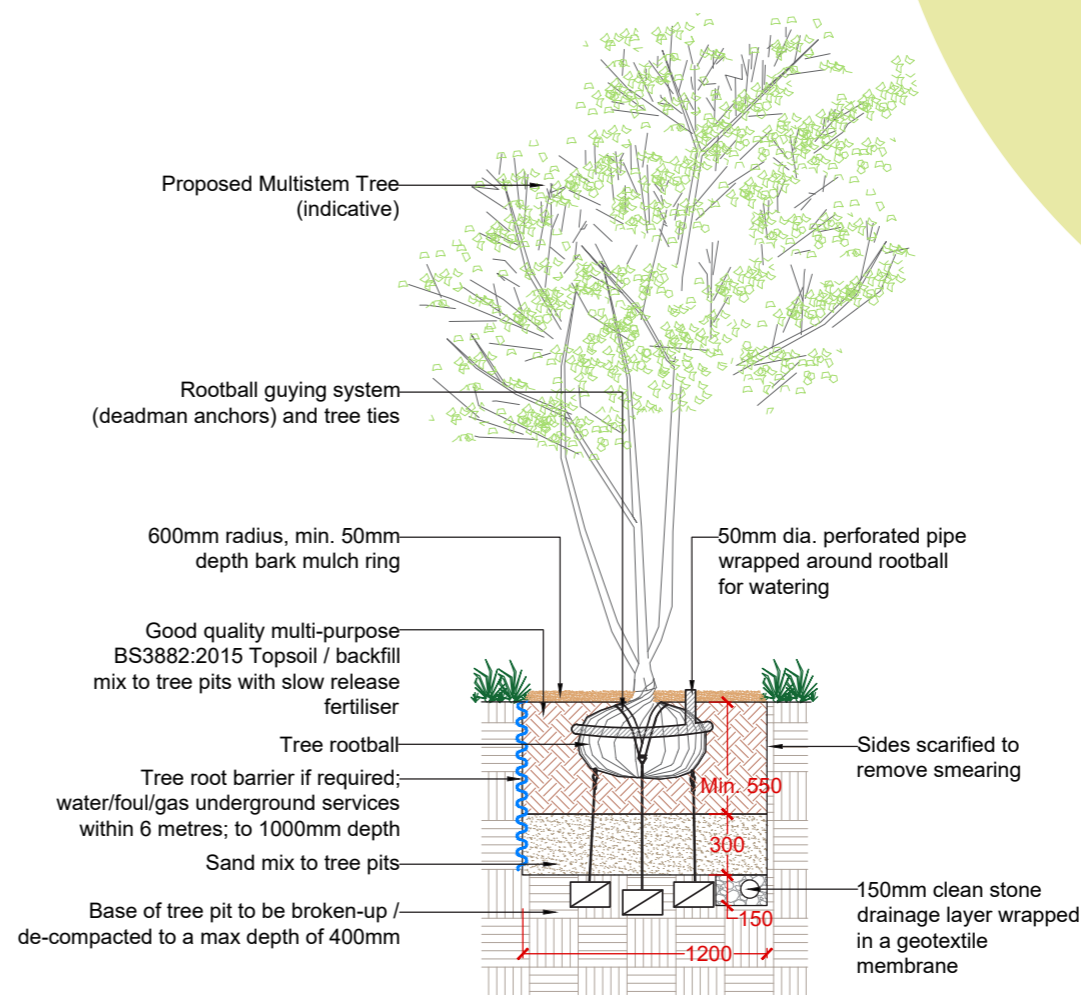 Proposed Multistem Tree
(indicative)
Rootball guying system
(deadman anchors) and tree ties
600mm radius, min. 50mm
depth bark mulch ring
50mm dia. perforated pipe
wrapped around rootball
for watering
Good quality multi-purpose
BS3882:2015 Topsoil / backfill
mix to tree pits with slow release
fertiliser
Tree rootball
Sides scarified to
remove smearing
Tree root barrier if required;
water/foul/gas underground services
within 6 metres; to 1000mm depth
Min. 550
300
Sand mix to tree pits
150mm clean stone
drainage layer wrapped
in a geotextile
membrane
Base of tree pit to be broken-up /
de-compacted to a max depth of 400mm
150
1200